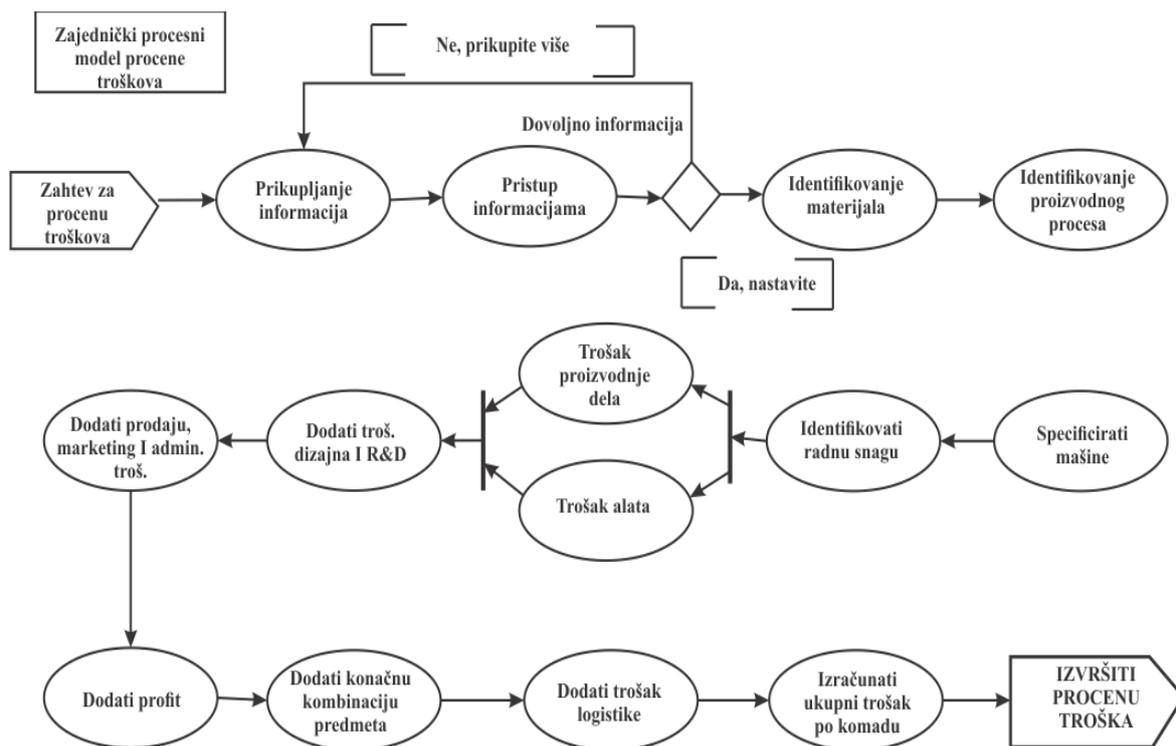 Zajednički procesni
model procene
troškova
Ne, prikupite više
Dovoljno informacija
Zahtev za
procenu
troškova
Prikupljanje
informacija
Pristup
informacijama
Identifikovanje
materijala
Identifikovanje
proizvodnog
procesa
Da, nastavite
Dodati prodaju,
marketing I admin.
troš.
Dodati troš.
dizajna I R&D
Trošak
proizvodnje
dela
Trošak alata
Identifikovati
radnu snagu
Specificirati
mašine
Dodati profit
Dodati konačnu
kombinaciju
predmeta
Dodati trošak
logistike
Izračunati
ukupni trošak
po komadu
IZVRŠITI
PROCENU
TROŠKA